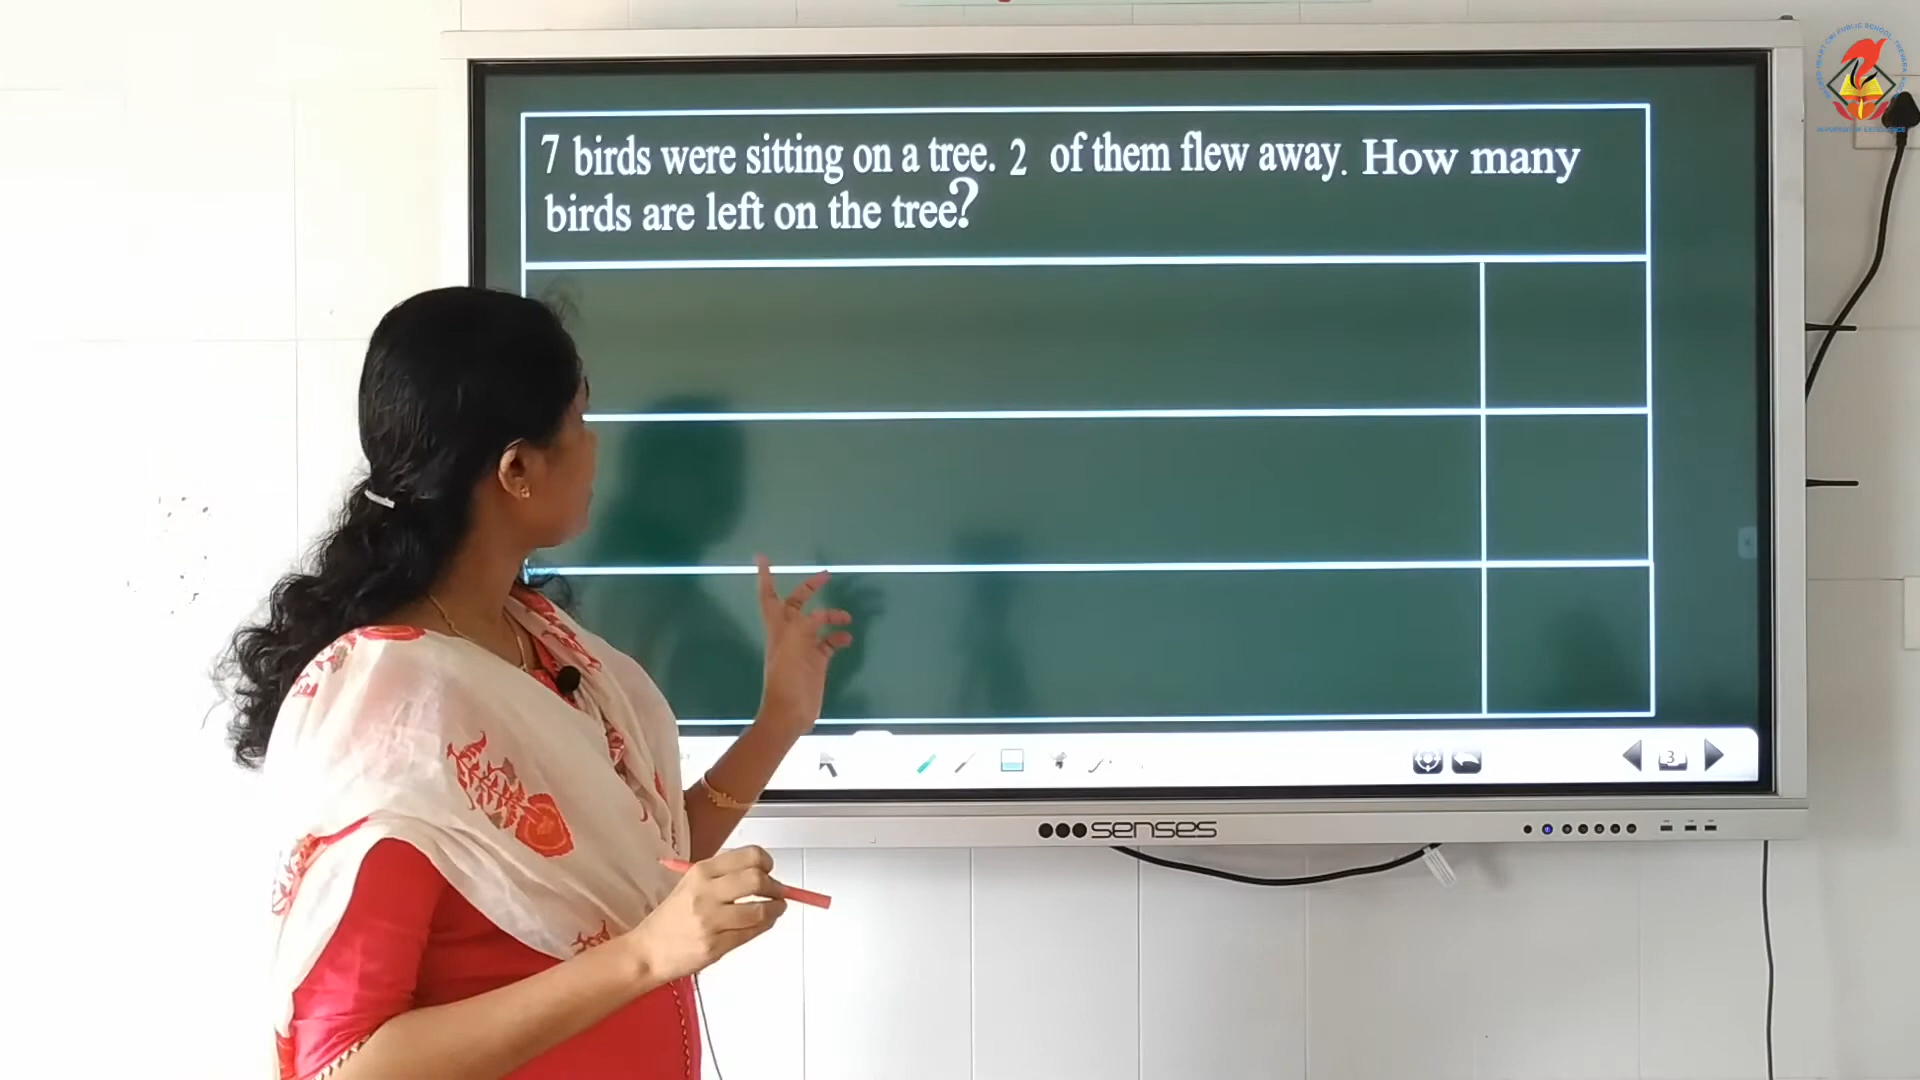 7 birds were sitting on a tree. 2 of them flew away. How many
birds are left on the tree?
3
senses